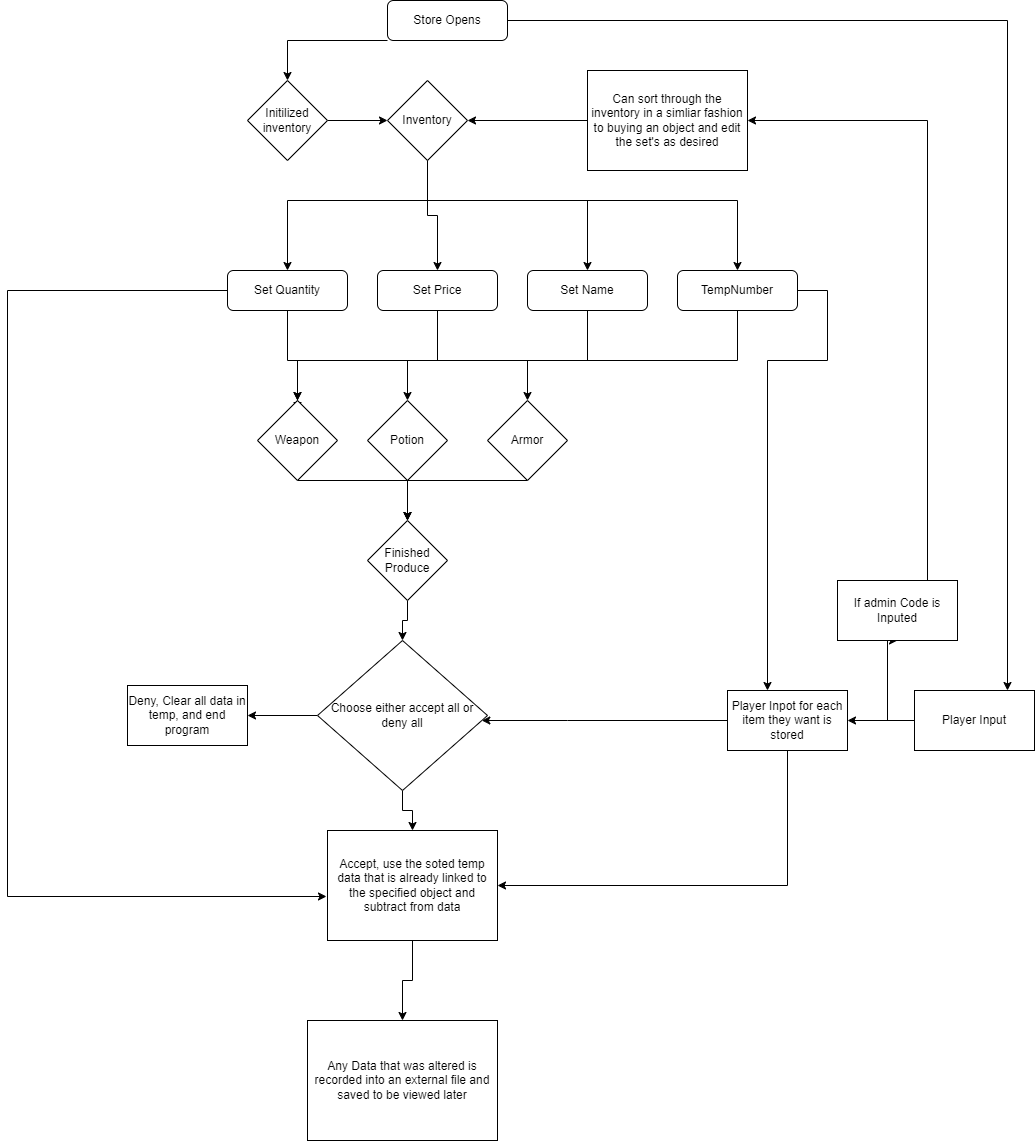 Store Opens
Initilized
inventory
Inventory
Can sort through the
inventory in a simliar fashion
to buying an object and edit
the set's as desired
Set Quantity
Set Price
Set Name
TempNumber
Weapon
Potion
Armor
Finished
Produce
If admin Code is
Inputed
Choose either accept all or
deny all
Deny, Clear all data in
temp, and end
program
Player Inpot for each
item they want is
stored
Player Input
Accept, use the soted temp
data that is already linked to
the specified object and
subtract from data
Any Data that was altered is
recorded into an external file and
saved to be viewed later